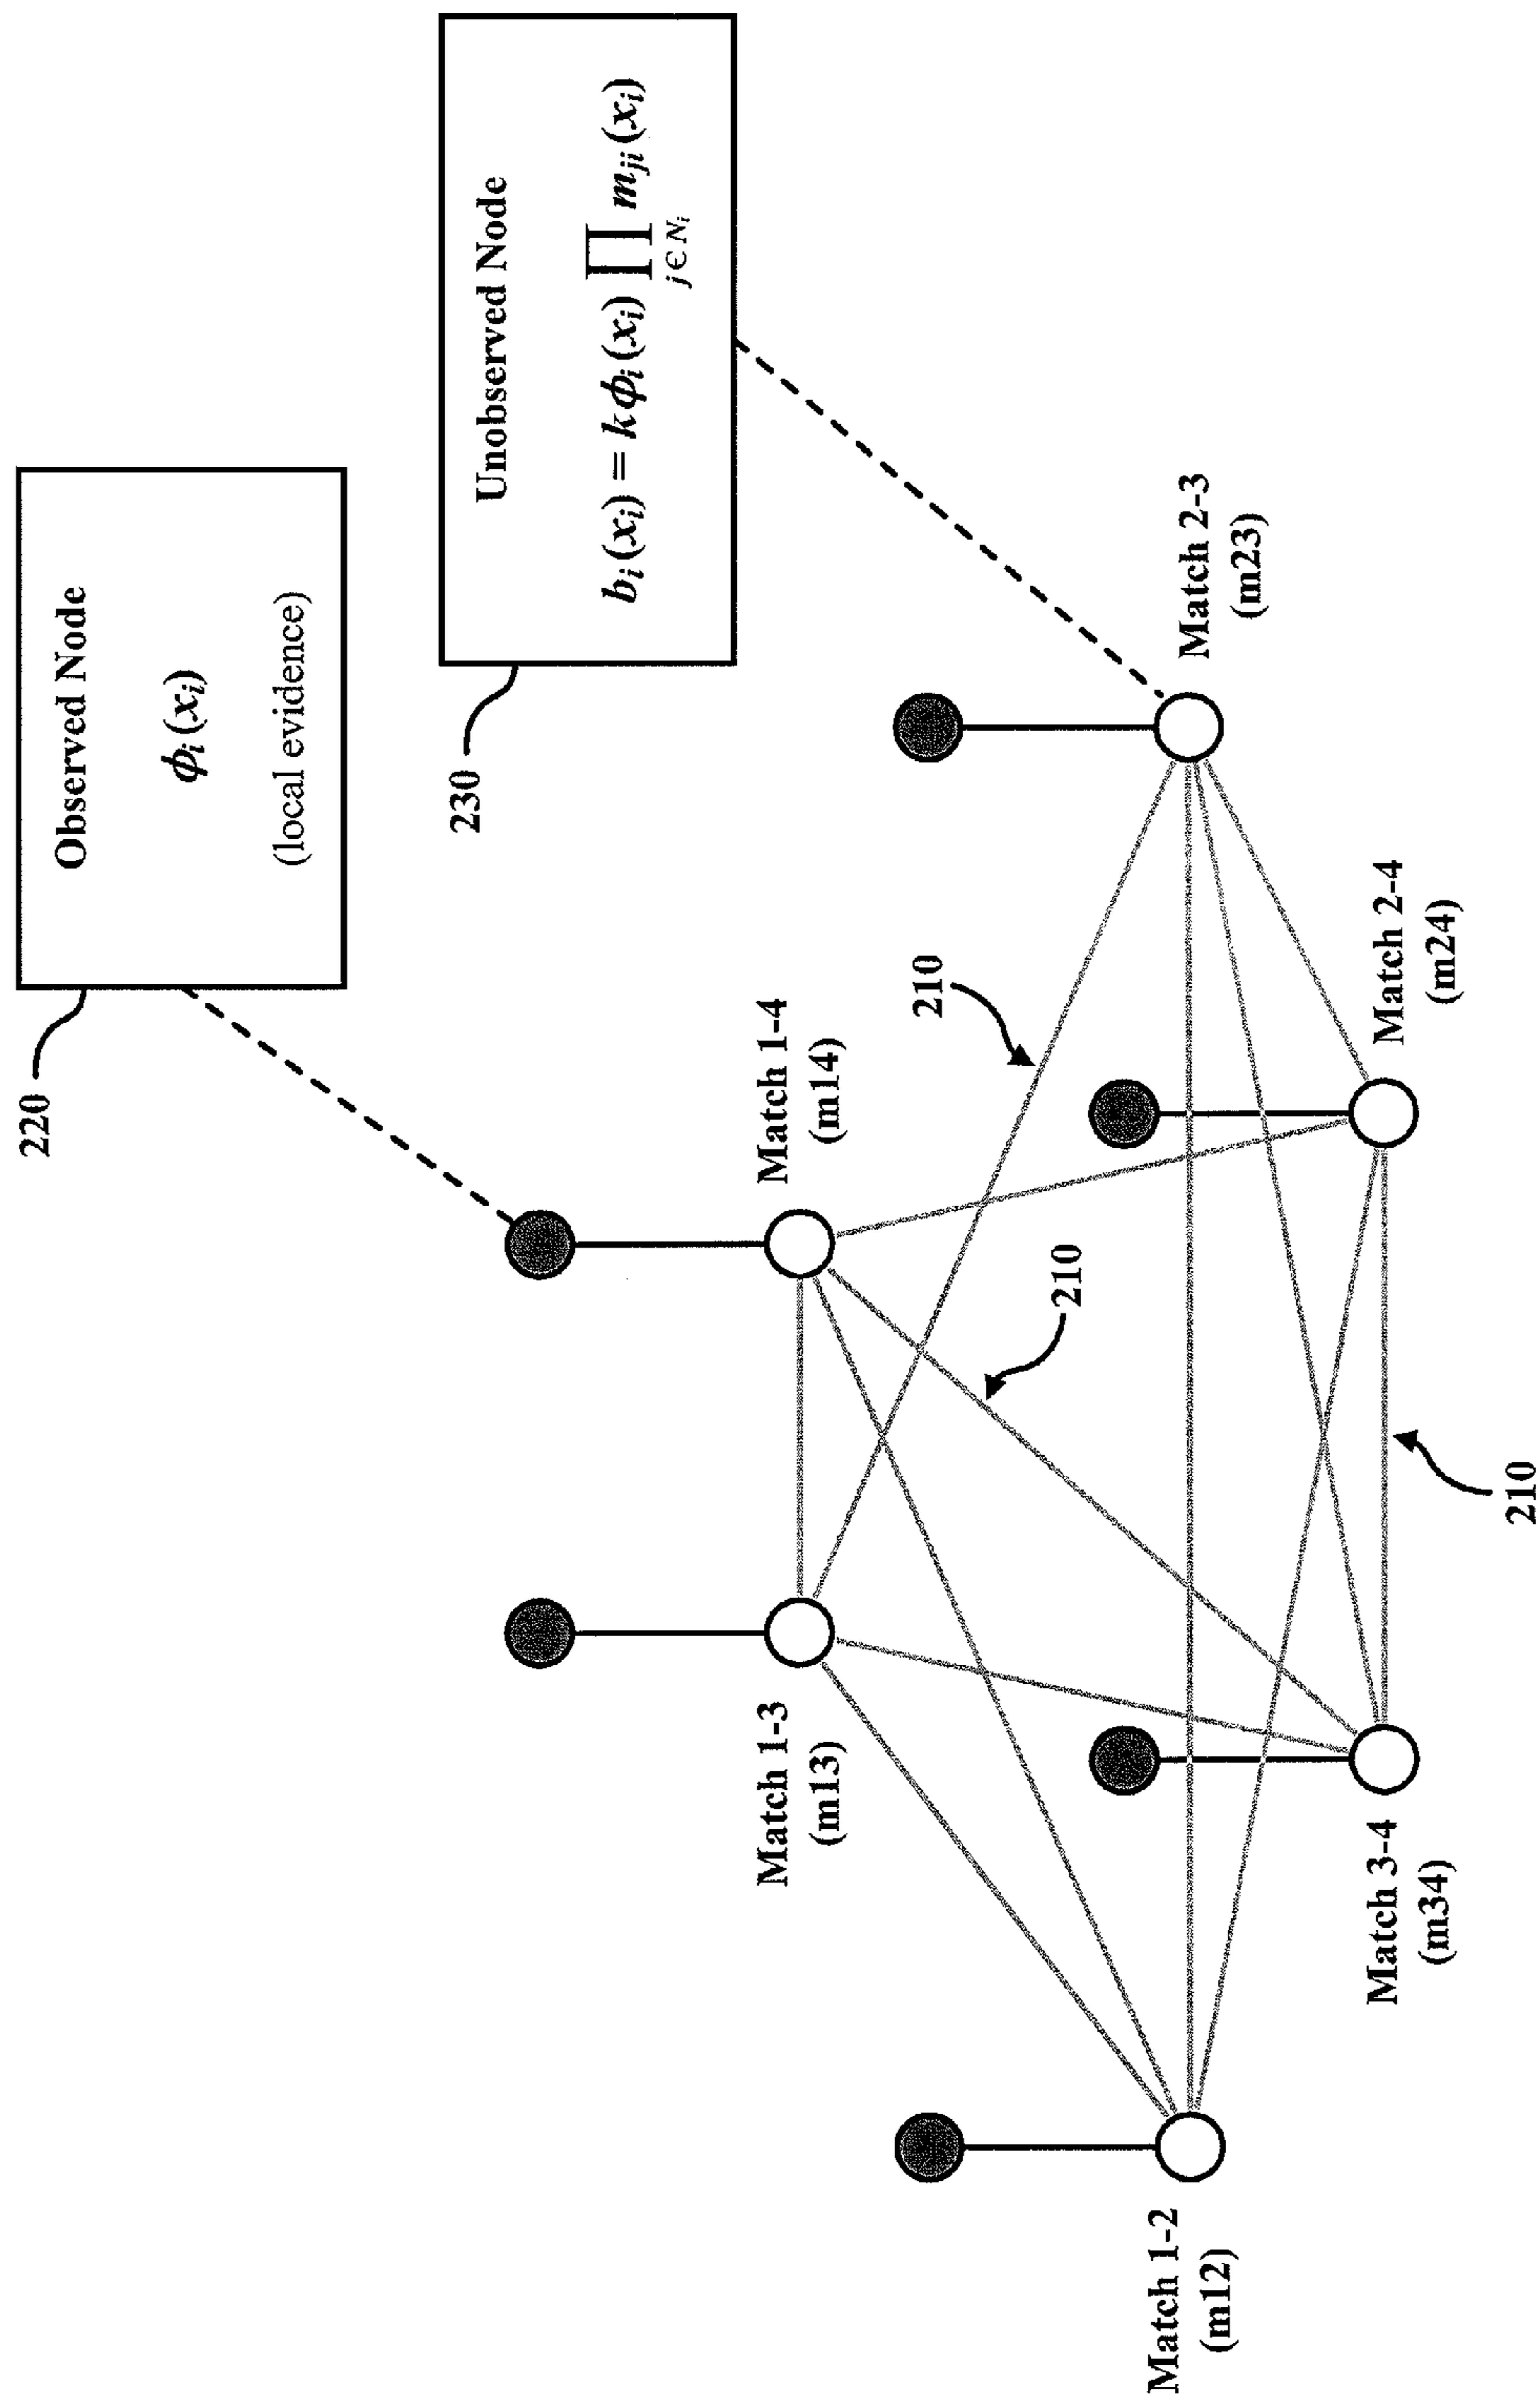 220
Observed Node
ϕᵢ(xᵢ)
(local evidence)
230
Unobserved Node
bᵢ(xᵢ) = kϕᵢ(xᵢ) ∏ mⱼᵢ(xᵢ)
j∈Nᵢ
Match 1-3
(m13)
Match 1-4
(m14)
210
210
Match 1-2
(m12)
Match 2-3
(m23)
Match 3-4
(m34)
Match 2-4
(m24)
210